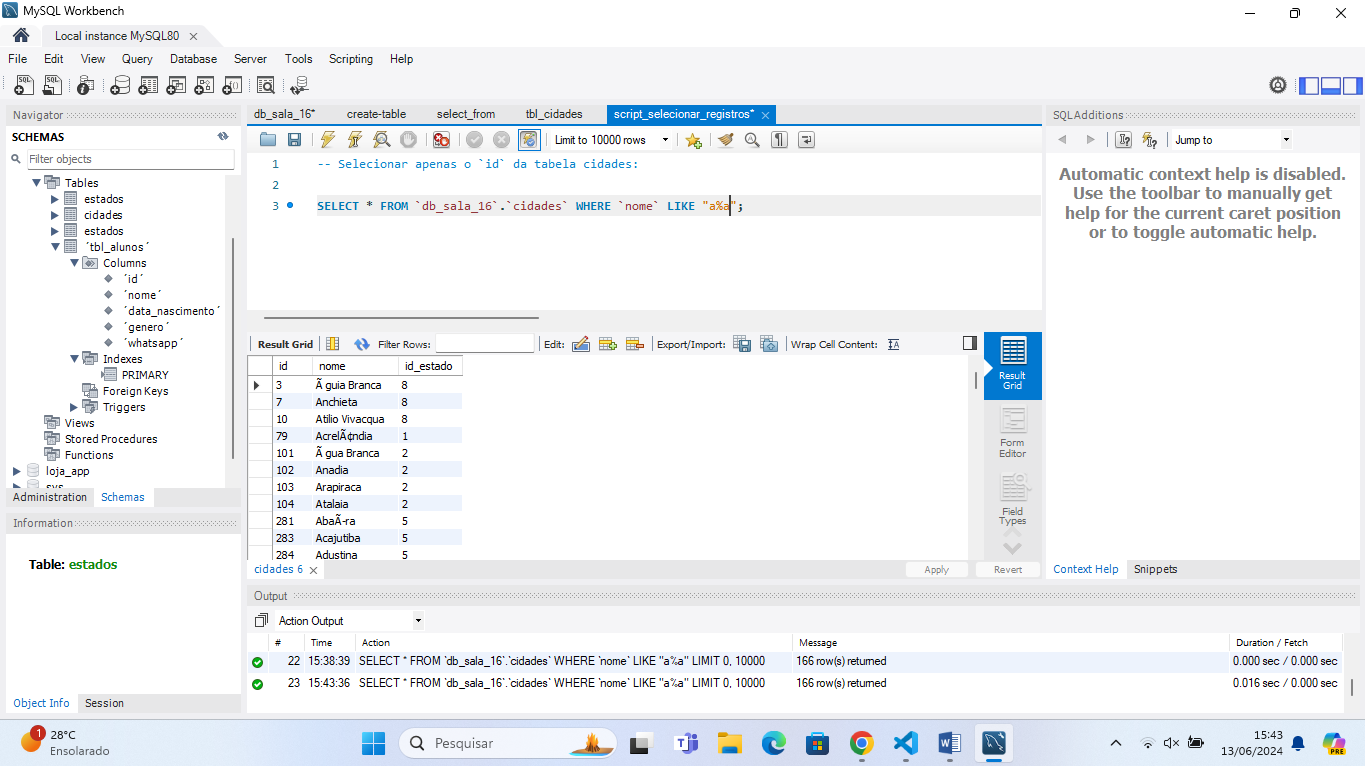 MySQL Workbench
Local instance MySQL80
File Edit View Query Database Server Tools Scripting Help
Navigator
SCHEMAS
Filter objects
Tables
estados
cidades
estados
´tbl_alunos´
Columns
´id´
´nome´
´data_nascimento´
´genero´
´whatsapp´
Indexes
PRIMARY
Foreign Keys
Triggers
Views
Stored Procedures
Functions
loja_app
sys
Administration Schemas
Information
Table: estados
Object Info Session
db_sala_16* create-table select_from tbl_cidades script_selecionar_registros*
Limit to 10000 rows
1 -- Selecionar apenas o `id` da tabela cidades:
2
3 SELECT * FROM `db_sala_16`.`cidades` WHERE `nome` LIKE "a%a";
Result Grid Filter Rows: Edit: Export/Import: Wrap Cell Content:
id nome id_estado
3 Ã guia Branca 8
7 Anchieta 8
10 Atilio Vivacqua 8
79 AcrelÃ¢ndia 1
101 Ã gua Branca 2
102 Anadia 2
103 Arapiraca 2
104 Atalaia 2
281 AbaÃ-ra 5
283 Acajutiba 5
284 Adustina 5
cidades 6
Apply Revert
Result
Grid
Form
Editor
Field
Types
SQLAdditions
Jump to
Automatic context help is disabled.
Use the toolbar to manually get
help for the current caret position
or to toggle automatic help.
Context Help Snippets
Output
Action Output
# Time Action Message Duration / Fetch
22 15:38:39 SELECT * FROM `db_sala_16`.`cidades` WHERE `nome` LIKE "a%a" LIMIT 0, 10000 166 row(s) returned 0.000 sec / 0.000 sec
23 15:43:36 SELECT * FROM `db_sala_16`.`cidades` WHERE `nome` LIKE "a%a" LIMIT 0, 10000 166 row(s) returned 0.016 sec / 0.000 sec
1
28°C
Ensolarado
Pesquisar
PRE
15:43
13/06/2024